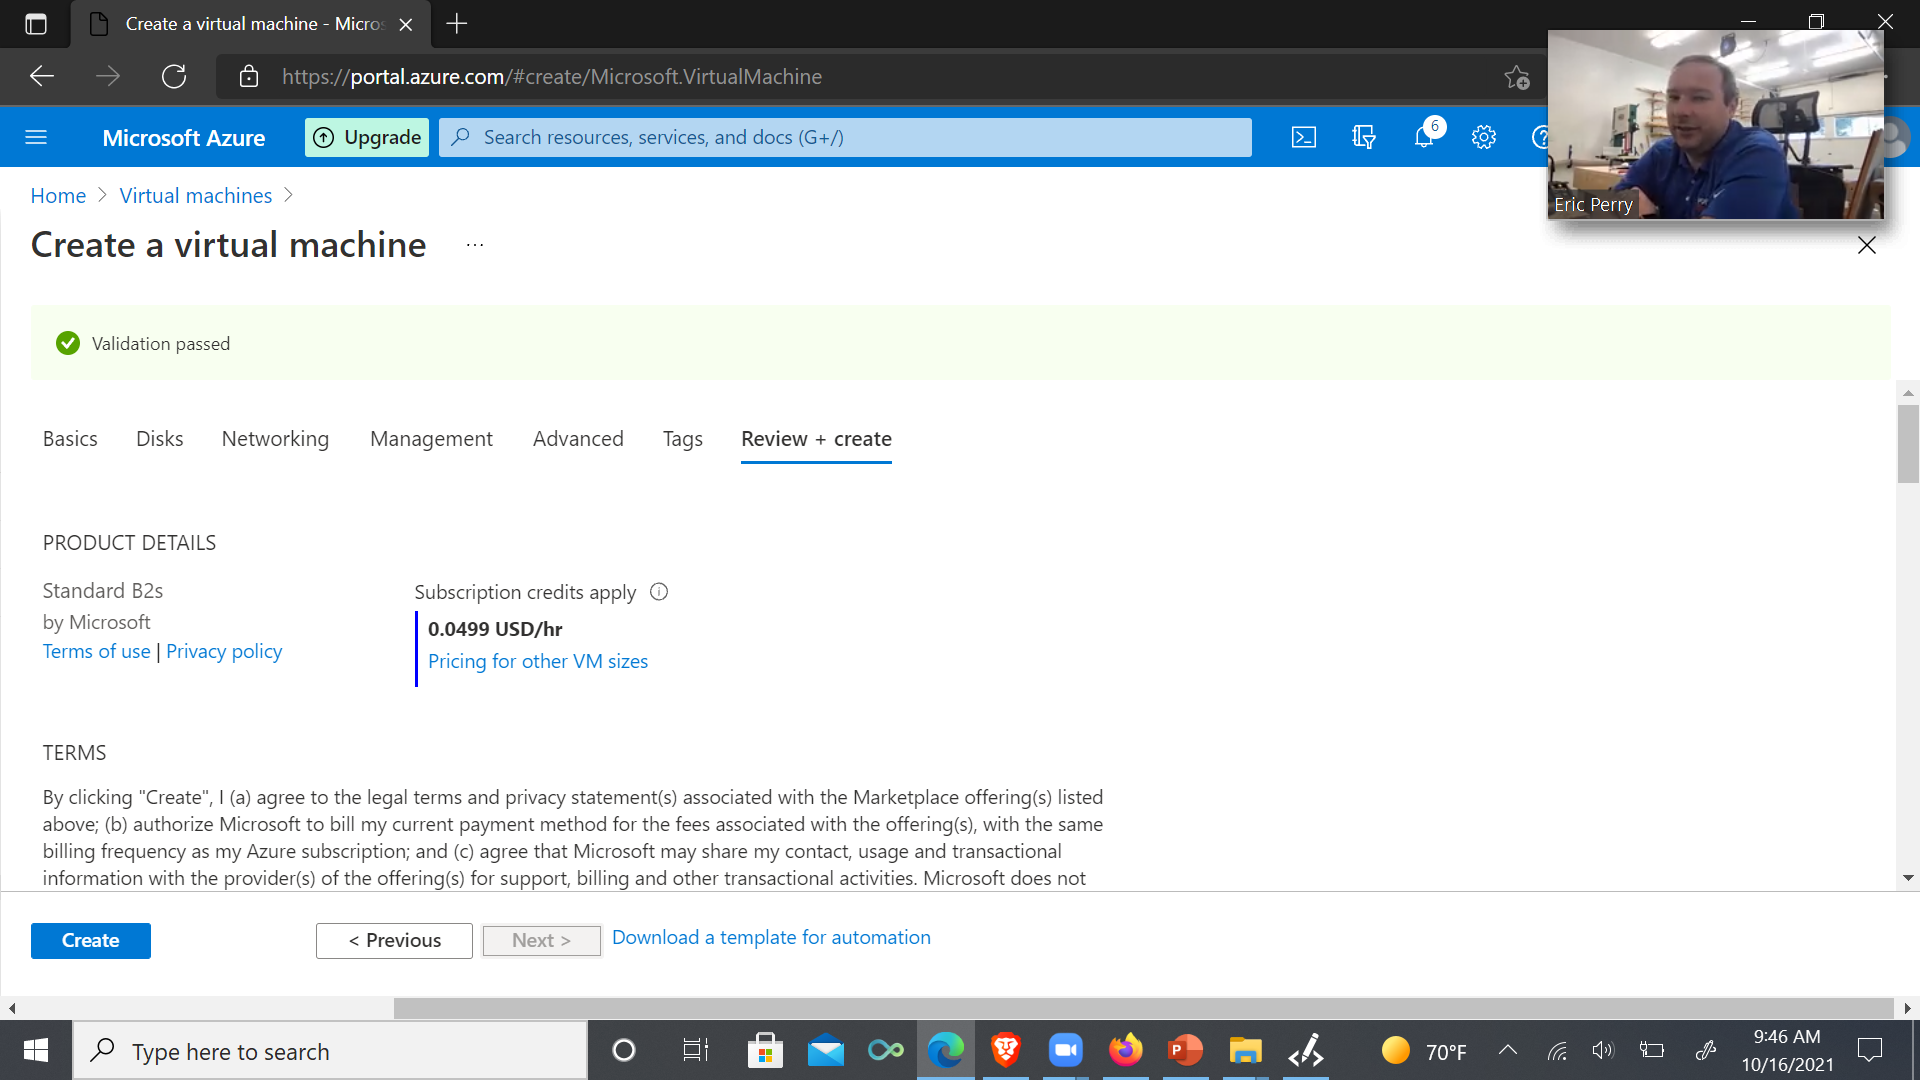 Create a virtual machine - Micros
https://portal.azure.com/#create/Microsoft.VirtualMachine
Microsoft Azure
Upgrade
Search resources, services, and docs (G+/)
6
Eric Perry
Home > Virtual machines >
Create a virtual machine ...
Validation passed
Basics Disks Networking Management Advanced Tags Review + create
PRODUCT DETAILS
Standard B2s
by Microsoft
Terms of use | Privacy policy
Subscription credits apply
0.0499 USD/hr
Pricing for other VM sizes
TERMS
By clicking "Create", I (a) agree to the legal terms and privacy statement(s) associated with the Marketplace offering(s) listed
above; (b) authorize Microsoft to bill my current payment method for the fees associated with the offering(s), with the same
billing frequency as my Azure subscription; and (c) agree that Microsoft may share my contact, usage and transactional
information with the provider(s) of the offering(s) for support, billing and other transactional activities. Microsoft does not
Create
< Previous
Next >
Download a template for automation
Type here to search
70°F
9:46 AM
10/16/2021